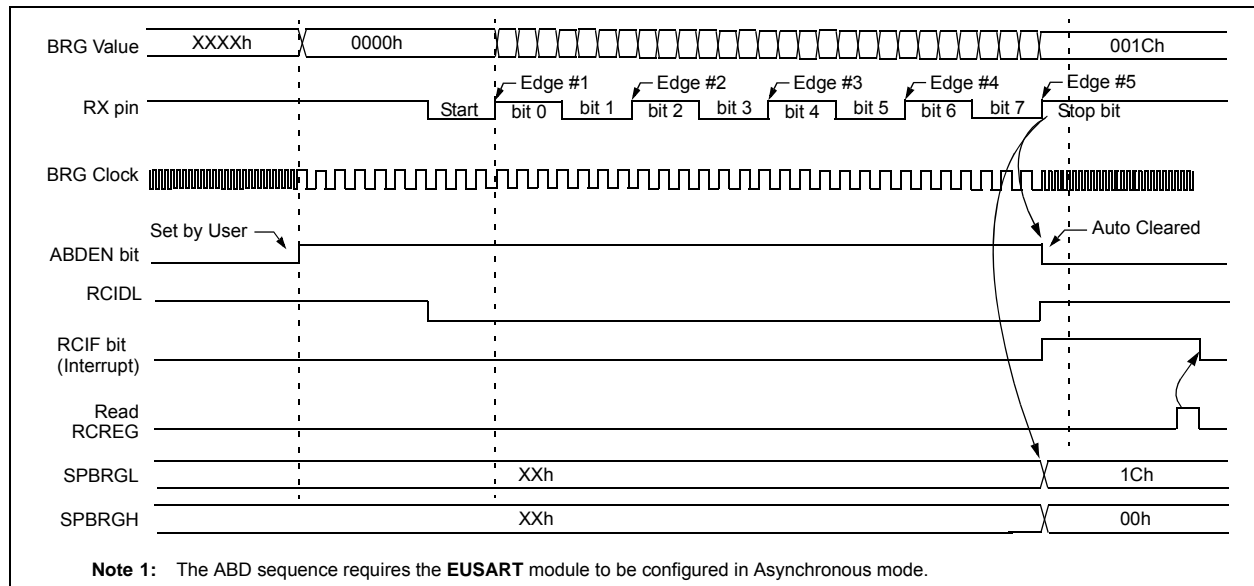 BRG Value XXXXh 0000h 001Ch
Edge #1 Edge #2 Edge #3 Edge #4 Edge #5
RX pin Start bit 0 bit 1 bit 2 bit 3 bit 4 bit 5 bit 6 bit 7 Stop bit
BRG Clock
Set by User Auto Cleared
ABDEN bit
RCIDL
RCIF bit
(Interrupt)
Read
RCREG
SPBRGL XXh 1Ch
SPBRGH XXh 00h
Note 1: The ABD sequence requires the EUSART module to be configured in Asynchronous mode.